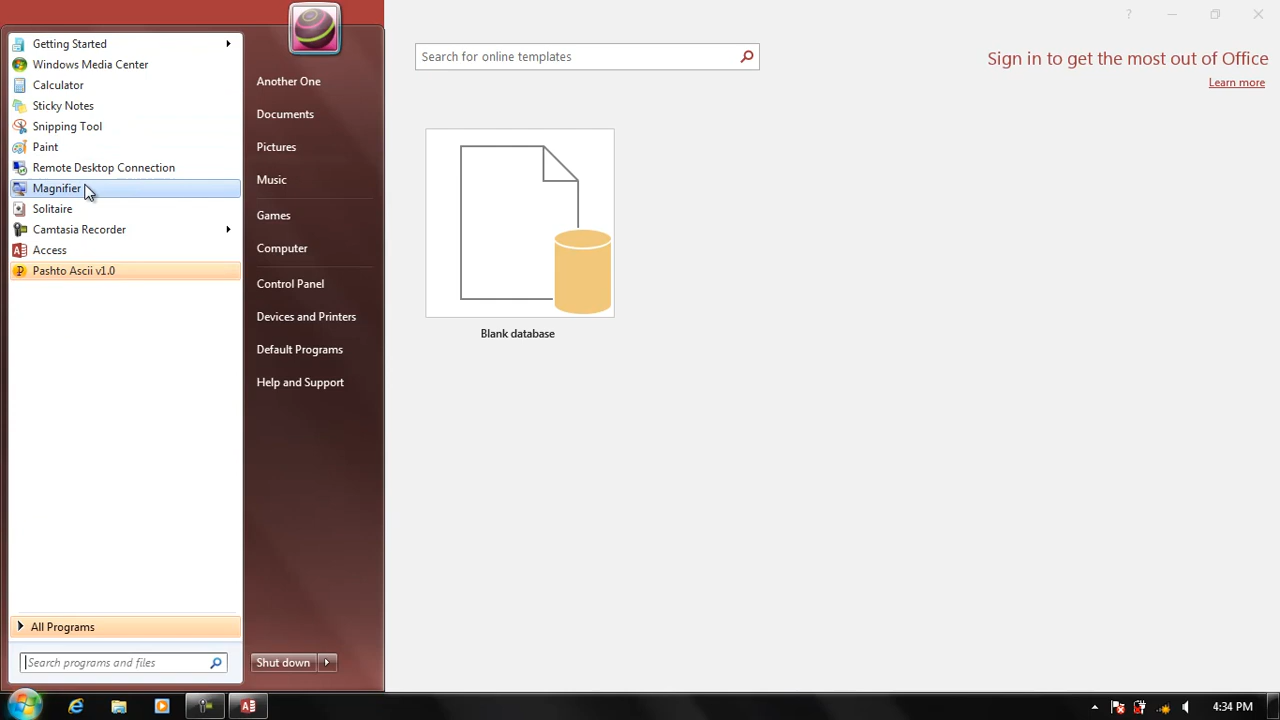 Getting Started
Windows Media Center
Calculator
Sticky Notes
Snipping Tool
Paint
Remote Desktop Connection
Magnifier
Solitaire
Camtasia Recorder
Access
Pashto Ascii v1.0
All Programs
Search programs and files
Another One
Documents
Pictures
Music
Games
Computer
Control Panel
Devices and Printers
Default Programs
Help and Support
Shut down
Search for online templates
Sign in to get the most out of Office
Learn more
Blank database
4:34 PM